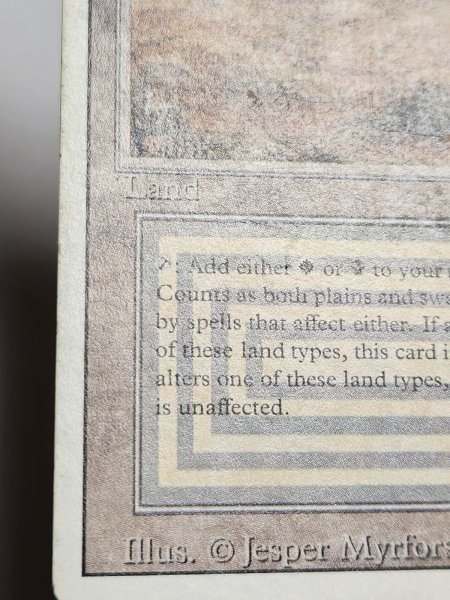 Land
: Add either or to your
Counts as both plains and swa
by spells that affect either. If a
of these land types, this card i
alters one of these land types,
is unaffected.
Illus. © Jesper Myrfors